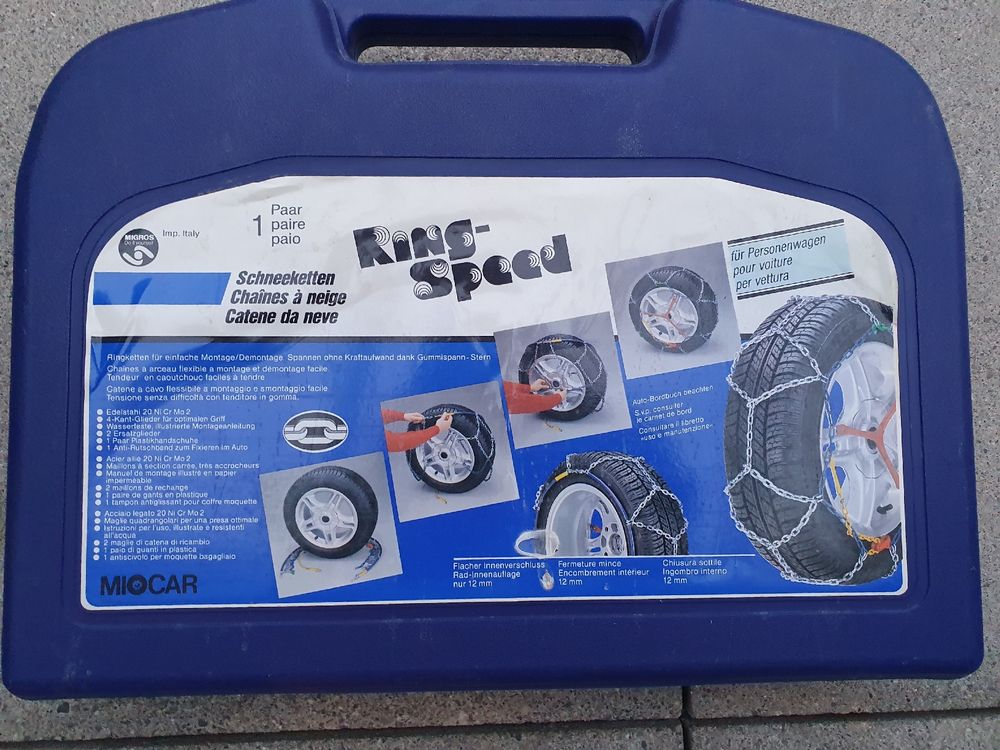 1 Paar
paire
paio
MIGROS
Do it yourself
Imp. Italy
RING-
Speed
für Personenwagen
pour voiture
per vettura
Schneeketten
Chaînes à neige
Catene da neve
Ringketten für einfache Montage/Demontage. Spannen ohne Kraftaufwand dank Gummispann-Stern
Chaînes à arceau flexible à montage et démontage facile
Tendeur en caoutchouc faciles à tendre
Catene a cavo flessibile a montaggio e smontaggio facile
Tensione senza difficoltà con tenditore in gomma.
Edelstahl 20 Ni Cr Mo 2
4-Kant-Glieder für optimalen Griff
Wasserfeste, illustrierte Montageanleitung
2 Ersatzglieder
1 Paar Plastikhandschuhe
1 Anti-Rutschband zum Fixieren im Auto
Acier allié 20 Ni Cr Mo 2
Maillons à section carrée, très accrocheurs
Manuel de montage illustré en papier
imperméable
2 maillons de rechange
1 paire de gants en plastique
1 tampon antiglissant pour coffre moquette
Acciaio legato 20 Ni Cr Mo 2
Maglie quadrangolari per una presa ottimale
Istruzioni per l'uso, illustrate e resistenti
all'acqua
2 maglie di catena di ricambio
1 paio di guanti in plastica
1 antiscivolo per moquette bagagliaio
Auto-Bordbuch beachten
S.v.p. consulter
le carnet de bord
Consultare il libretto
«uso e manutenzione»
Flacher Innenverschluss
Rad-Innenauflage
nur 12 mm
Fermeture mince
Encombrement intérieur
12 mm
Chiusura sottile
Ingombro interno
12 mm
MIOCAR